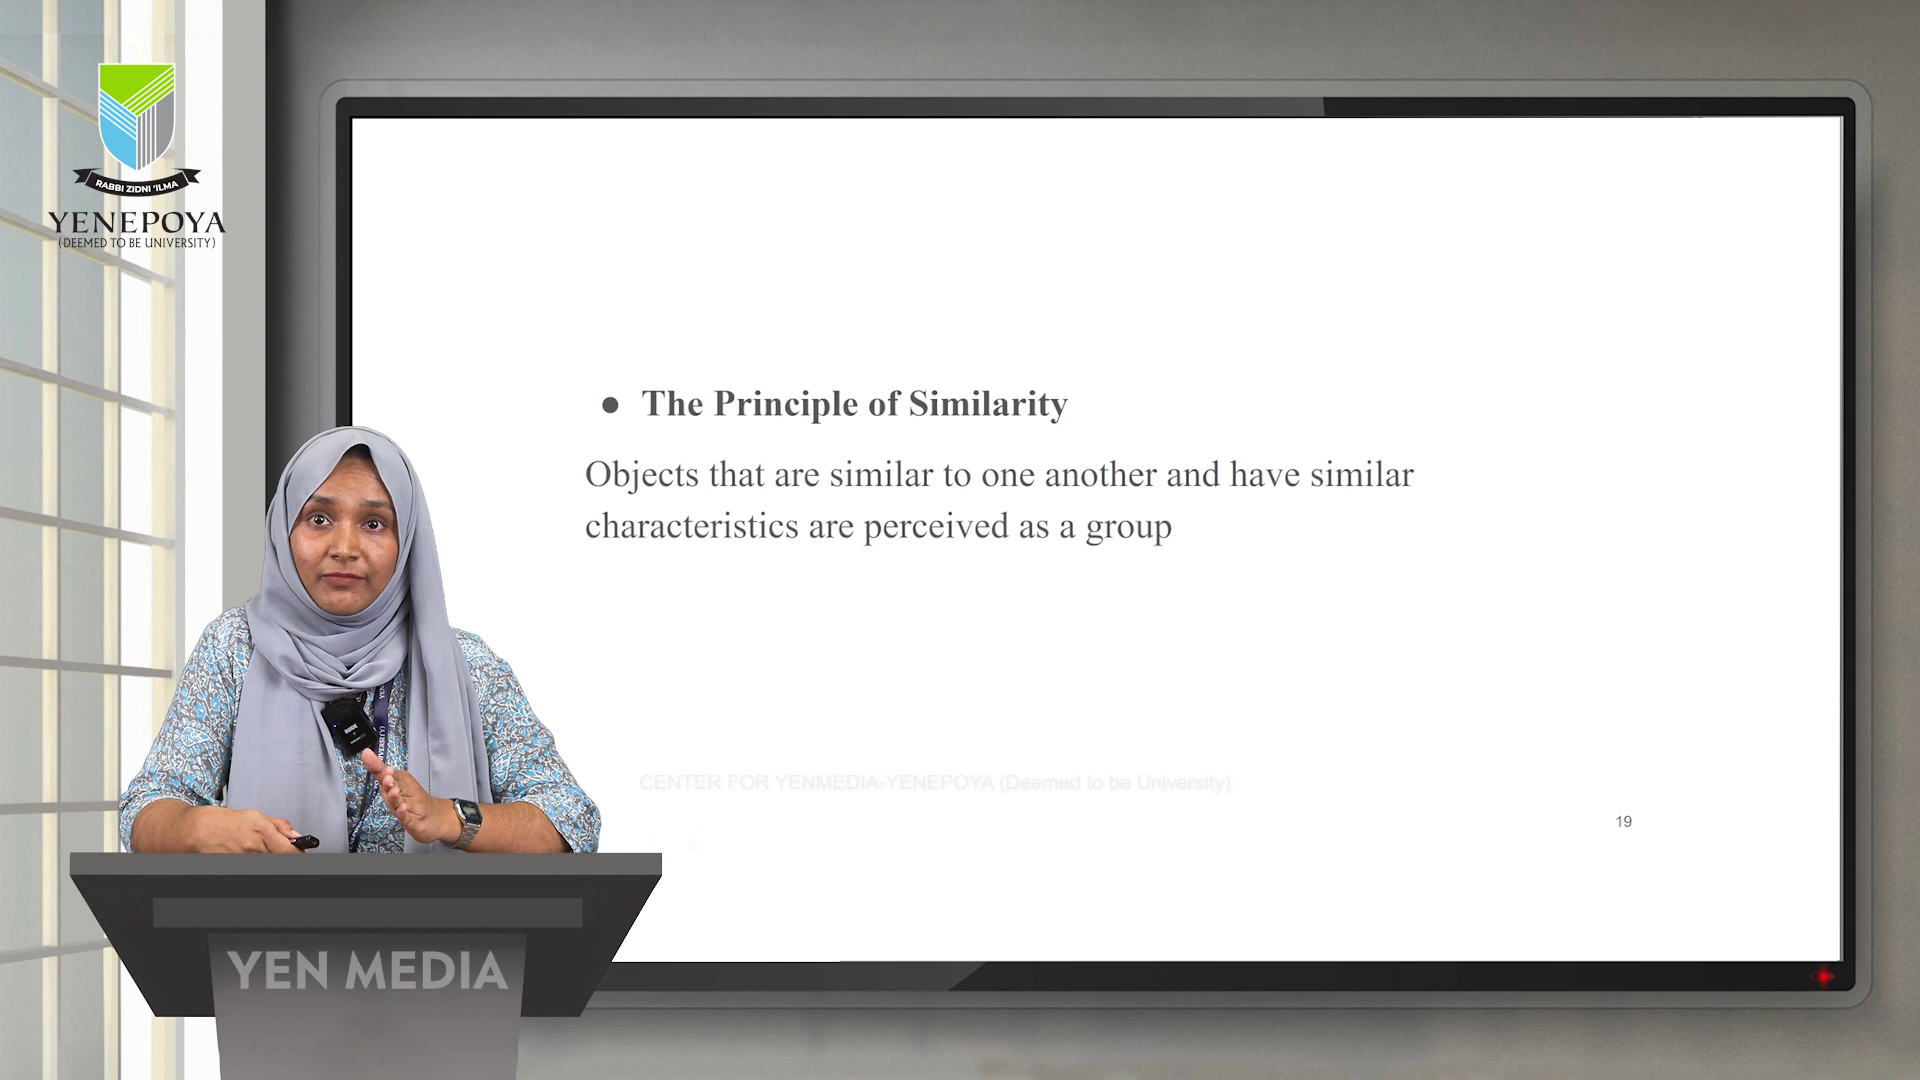 RABBI ZIDNI 'ILMA
YENEPOYA
(DEEMED TO BE UNIVERSITY)
● The Principle of Similarity
Objects that are similar to one another and have similar
characteristics are perceived as a group
CENTER FOR YENMEDIA-YENEPOYA (Deemed to be University)
19
YEN MEDIA